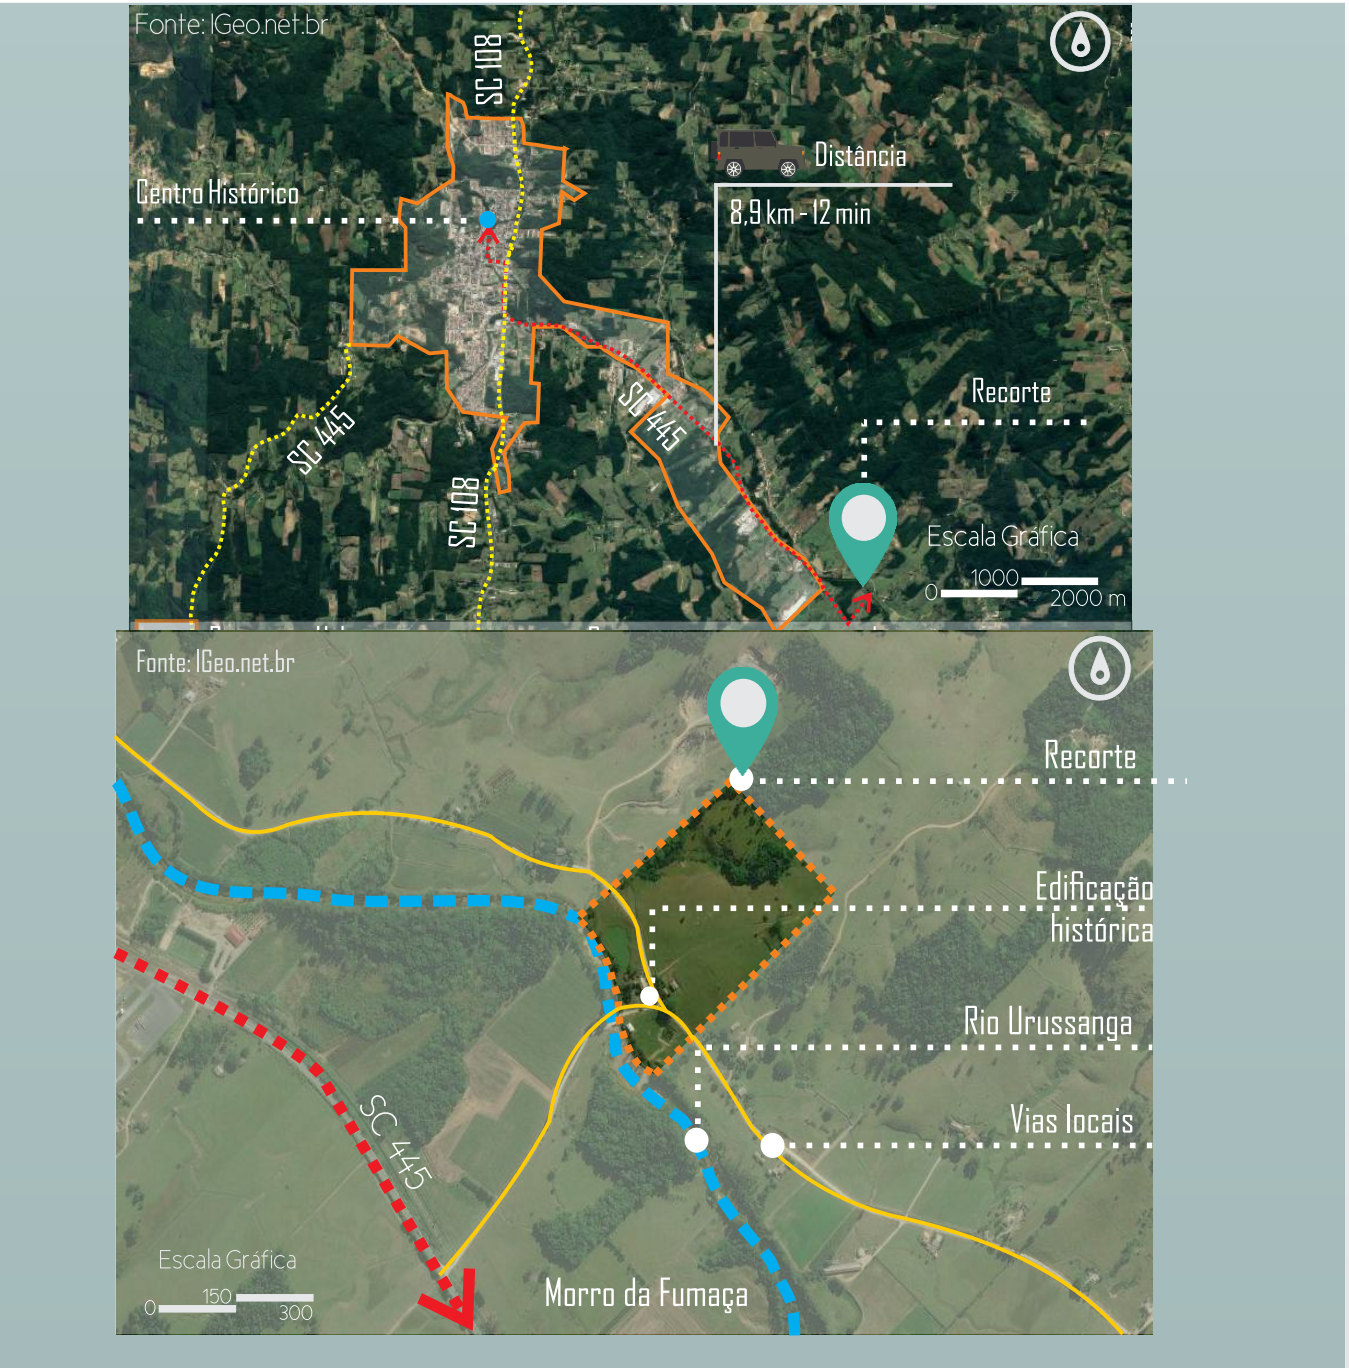 Fonte: IGeo.net.br
SC 108
Distância
8,9 km - 12 min
Centro Histórico
Recorte
SC 445
SC 445
SC 108
Escala Gráfica
0 1000 2000 m
Fonte: IGeo.net.br
Recorte
Edificação
histórica
Rio Urussanga
Vias locais
SC 445
Escala Gráfica
0 150 300
Morro da Fumaça